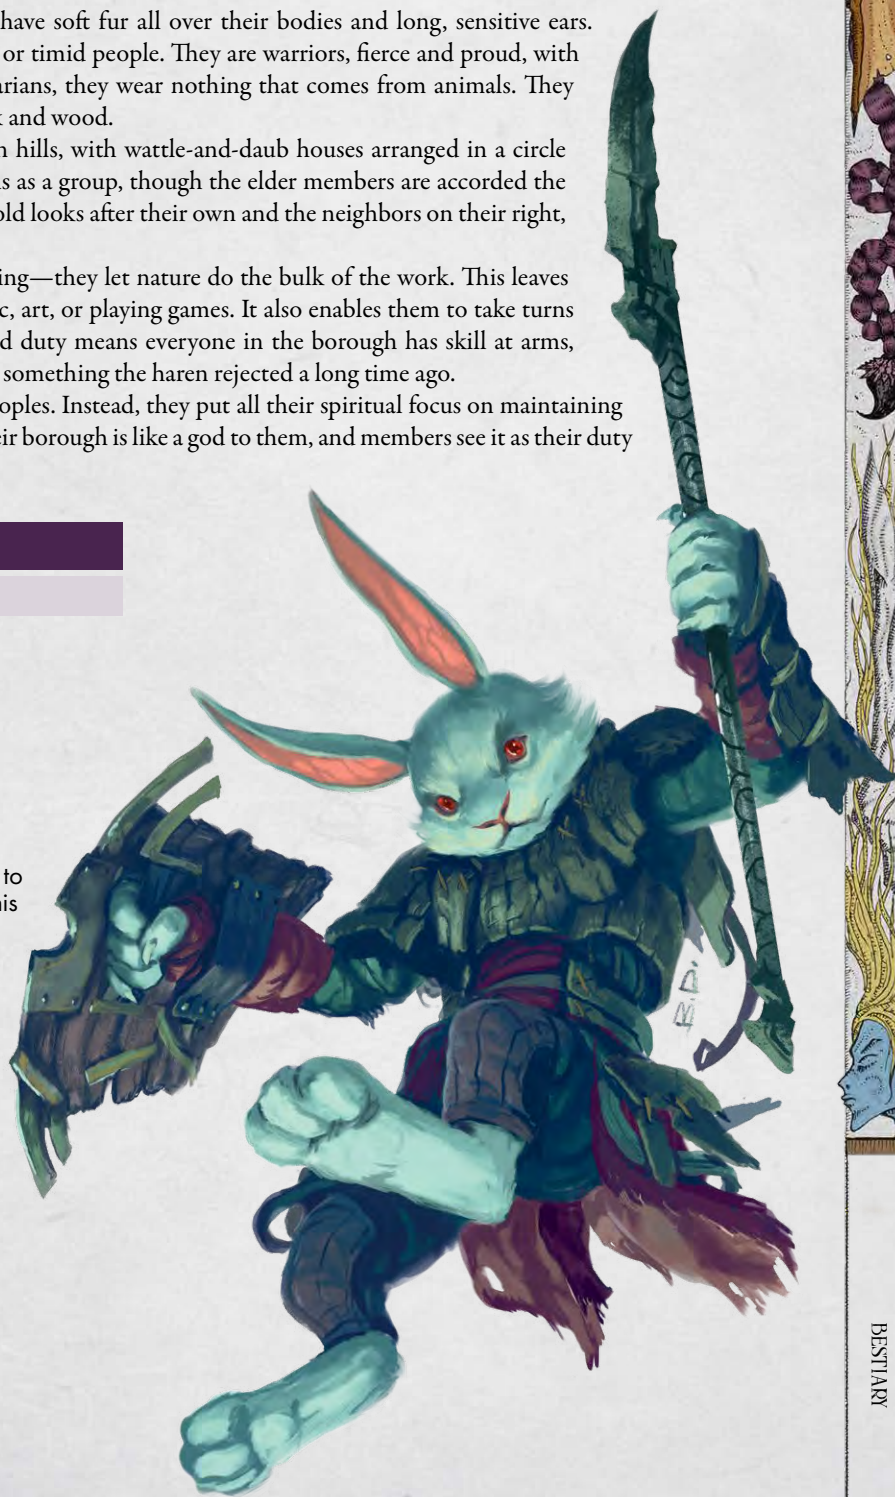 have soft fur all over their bodies and long, sensitive ears.
or timid people. They are warriors, fierce and proud, with
arians, they wear nothing that comes from animals. They
and wood.
n hills, with wattle-and-daub houses arranged in a circle
as a group, though the elder members are accorded the
old looks after their own and the neighbors on their right,
ing—they let nature do the bulk of the work. This leaves
c, art, or playing games. It also enables them to take turns
d duty means everyone in the borough has skill at arms,
something the haren rejected a long time ago.
oples. Instead, they put all their spiritual focus on maintaining
eir borough is like a god to them, and members see it as their duty
to
his
B.D.
BESTIARY